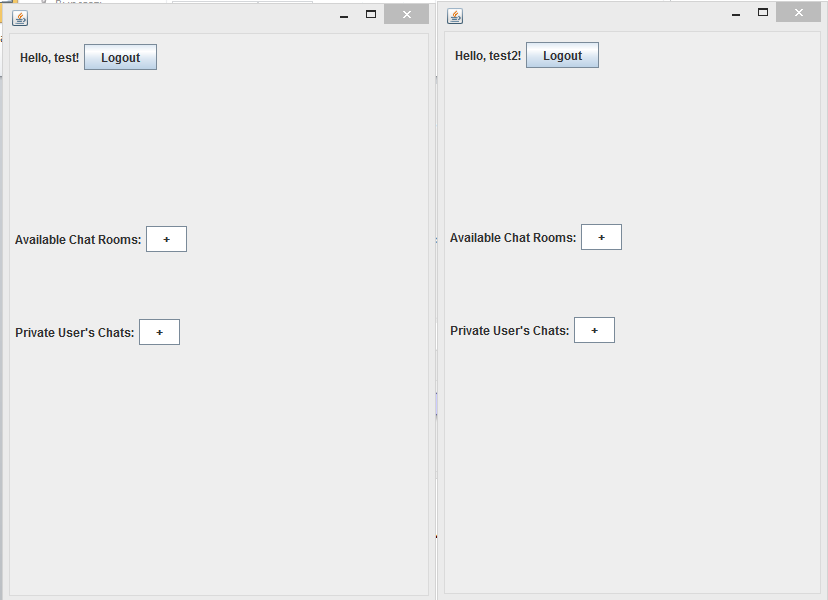 Hello, test! Logout
Available Chat Rooms: +
Private User's Chats: +
Hello, test2! Logout
Available Chat Rooms: +
Private User's Chats: +